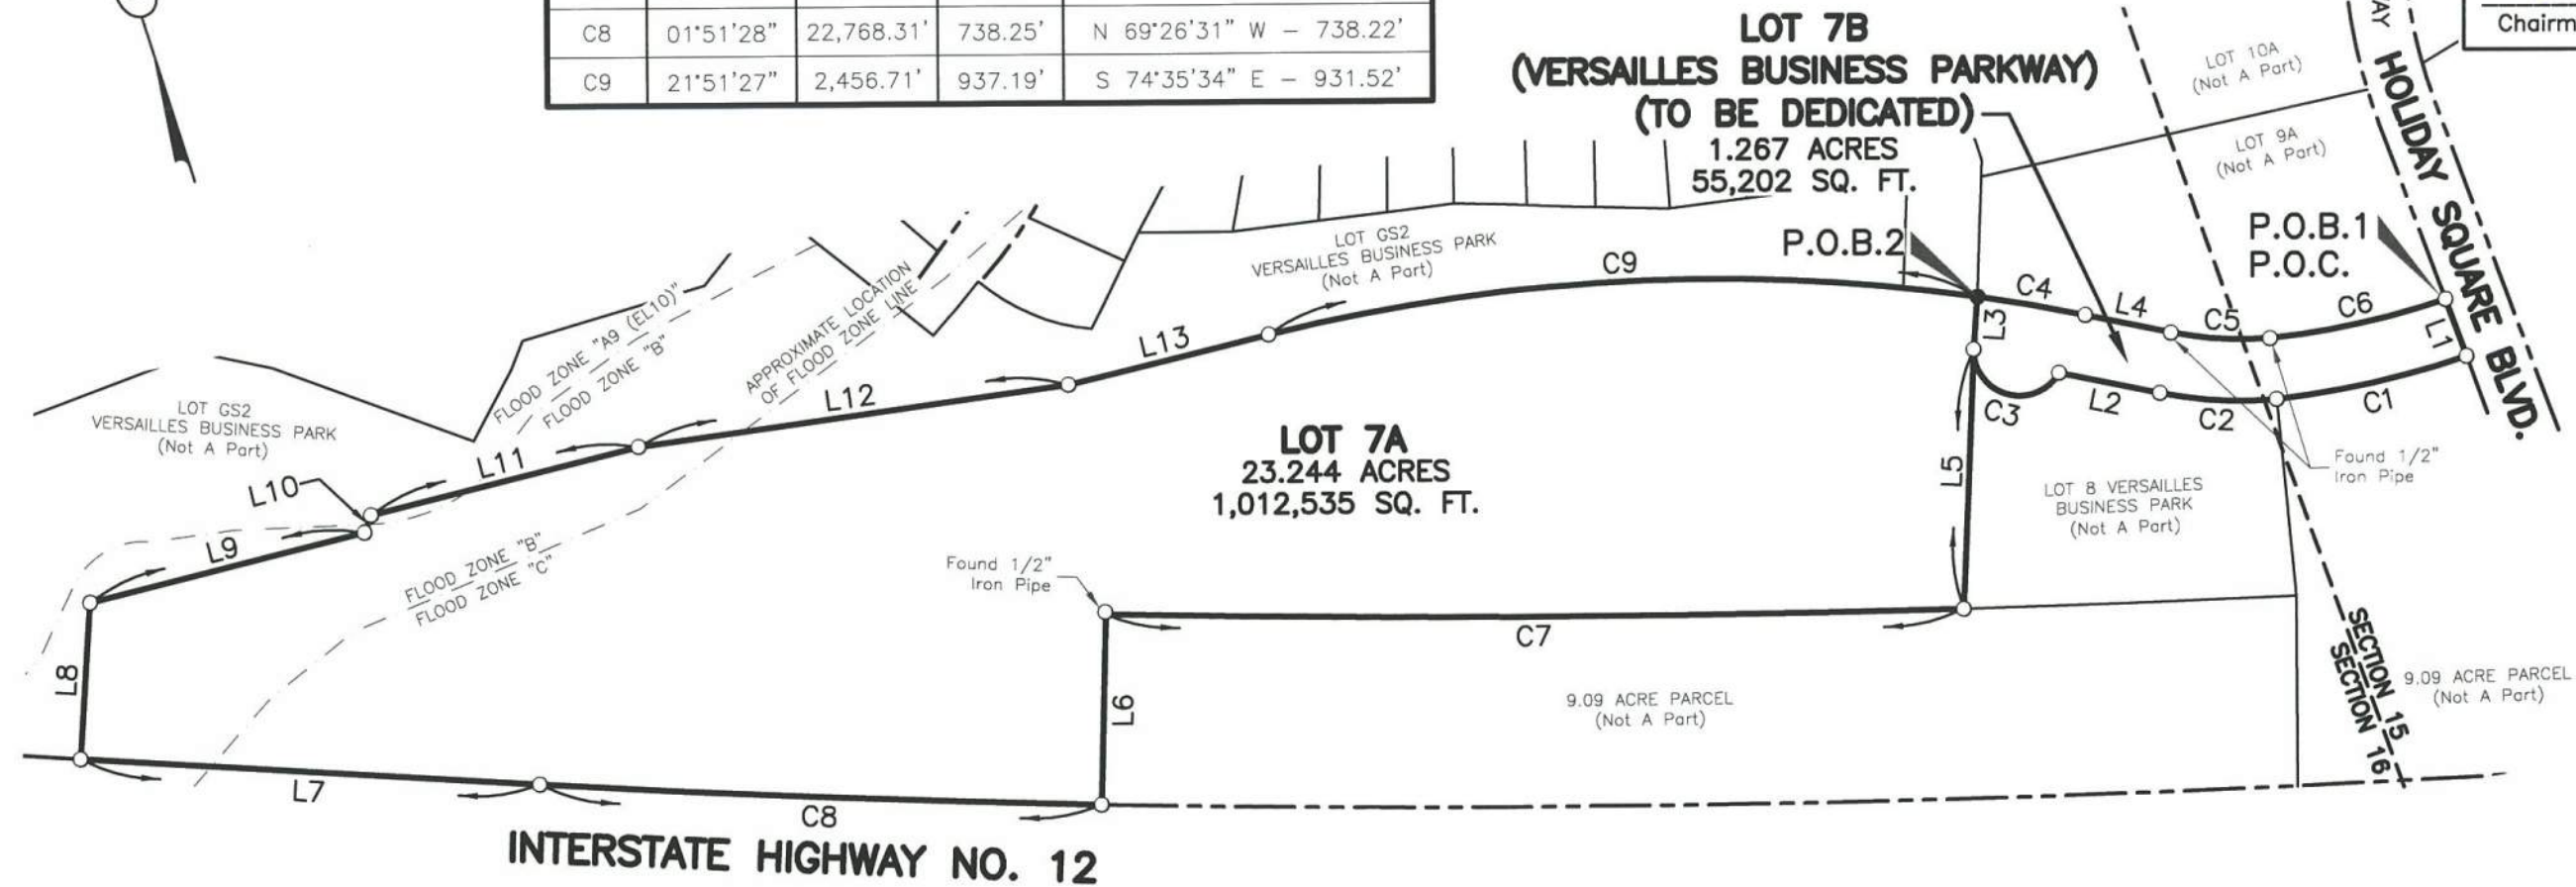 C8 01°51'28" 22,768.31' 738.25' N 69°26'31" W – 738.22'
C9 21°51'27" 2,456.71' 937.19' S 74°35'34" E – 931.52'
LOT 7B
(VERSAILLES BUSINESS PARKWAY)
(TO BE DEDICATED)
1.267 ACRES
55,202 SQ. FT.
Chairm
LOT 10A
(Not A Part)
LOT 9A
(Not A Part)
HOLIDAY SQUARE BLVD.
P.O.B.1
P.O.C.
P.O.B.2
LOT GS2
VERSAILLES BUSINESS PARK
(Not A Part)
C9
C4
L4
C5
C6
L1
L3
C3
L2
C2
C1
Found 1/2"
Iron Pipe
FLOOD ZONE "A9 (EL10)"
FLOOD ZONE "B"
APPROXIMATE LOCATION
OF FLOOD ZONE LINE
L13
L12
L11
L10
L9
LOT GS2
VERSAILLES BUSINESS PARK
(Not A Part)
LOT 7A
23.244 ACRES
1,012,535 SQ. FT.
L5
LOT 8 VERSAILLES
BUSINESS PARK
(Not A Part)
FLOOD ZONE "B"
FLOOD ZONE "C"
Found 1/2"
Iron Pipe
C7
L8
L6
L7
C8
9.09 ACRE PARCEL
(Not A Part)
SECTION 15
SECTION 16
9.09 ACRE PARCEL
(Not A Part)
INTERSTATE HIGHWAY NO. 12